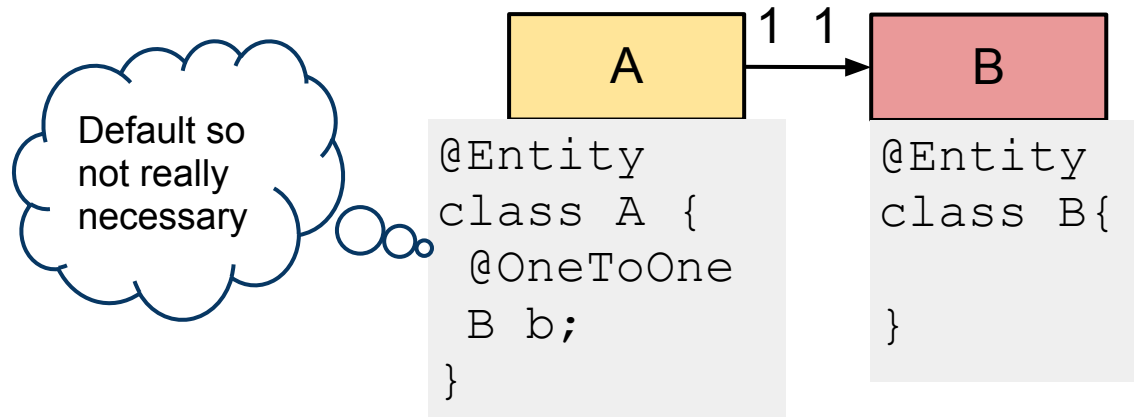 A
1 1
B
Default so
not really
necessary
@Entity
class A {
@OneToOne
B b;
}
@Entity
class B{
}